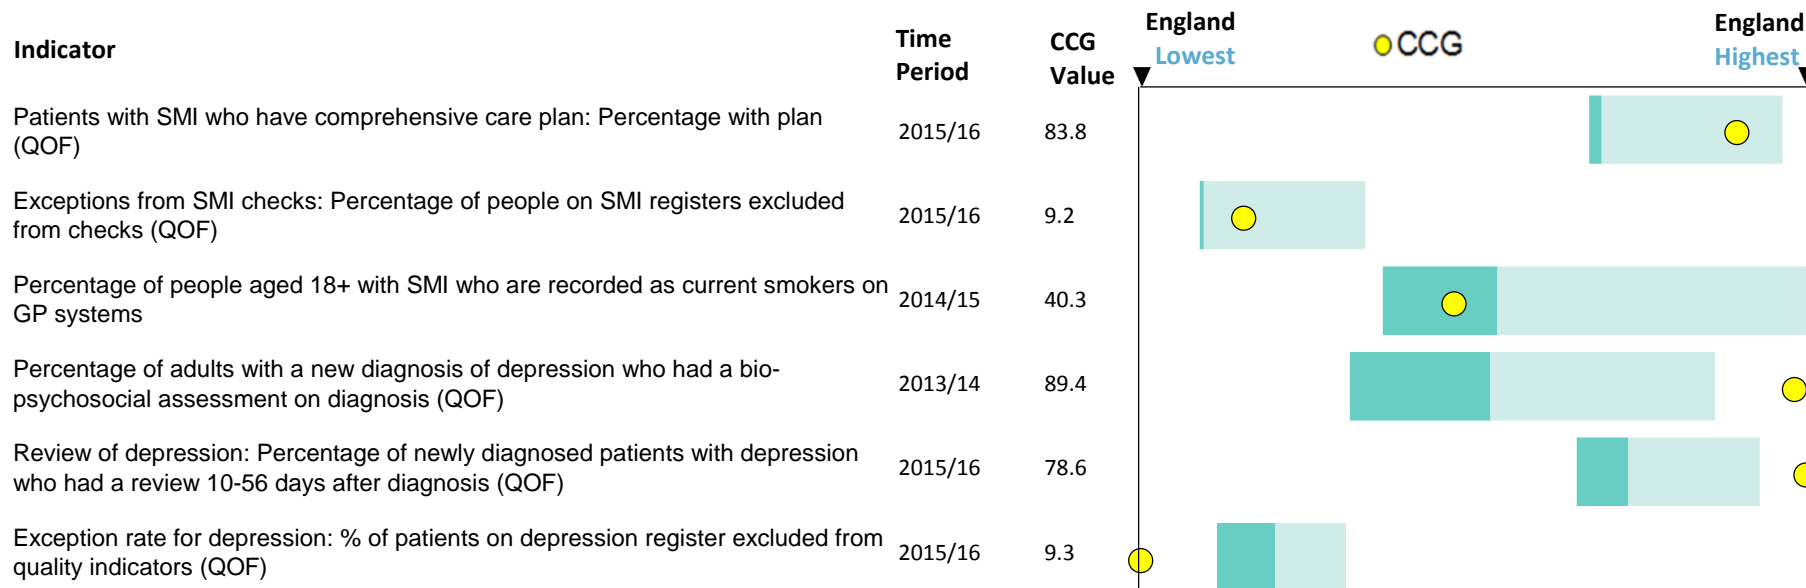 Indicator
Time
Period
CCG
Value
England
Lowest
CCG
England
Highest
Patients with SMI who have comprehensive care plan: Percentage with plan
(QOF)
2015/16
83.8
Exceptions from SMI checks: Percentage of people on SMI registers excluded
from checks (QOF)
2015/16
9.2
Percentage of people aged 18+ with SMI who are recorded as current smokers on
GP systems
2014/15
40.3
Percentage of adults with a new diagnosis of depression who had a bio-
psychosocial assessment on diagnosis (QOF)
2013/14
89.4
Review of depression: Percentage of newly diagnosed patients with depression
who had a review 10-56 days after diagnosis (QOF)
2015/16
78.6
Exception rate for depression: % of patients on depression register excluded from
quality indicators (QOF)
2015/16
9.3